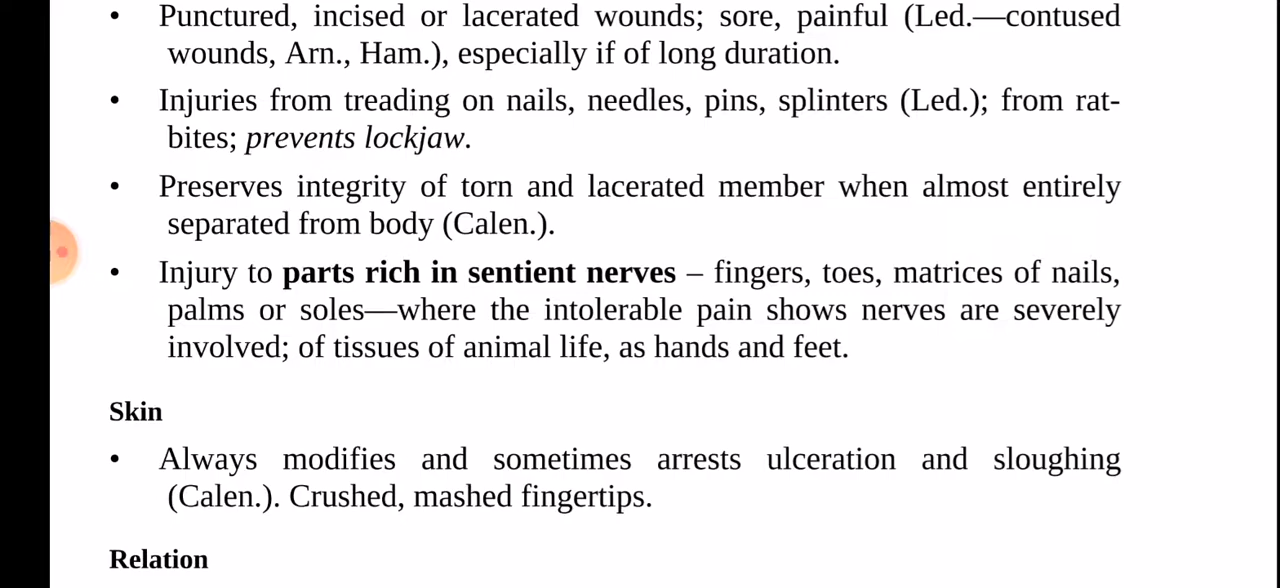 • Punctured, incised or lacerated wounds; sore, painful (Led.—contused
wounds, Arn., Ham.), especially if of long duration.
• Injuries from treading on nails, needles, pins, splinters (Led.); from rat-
bites; prevents lockjaw.
• Preserves integrity of torn and lacerated member when almost entirely
separated from body (Calen.).
• Injury to parts rich in sentient nerves – fingers, toes, matrices of nails,
palms or soles—where the intolerable pain shows nerves are severely
involved; of tissues of animal life, as hands and feet.
Skin
• Always modifies and sometimes arrests ulceration and sloughing
(Calen.). Crushed, mashed fingertips.
Relation